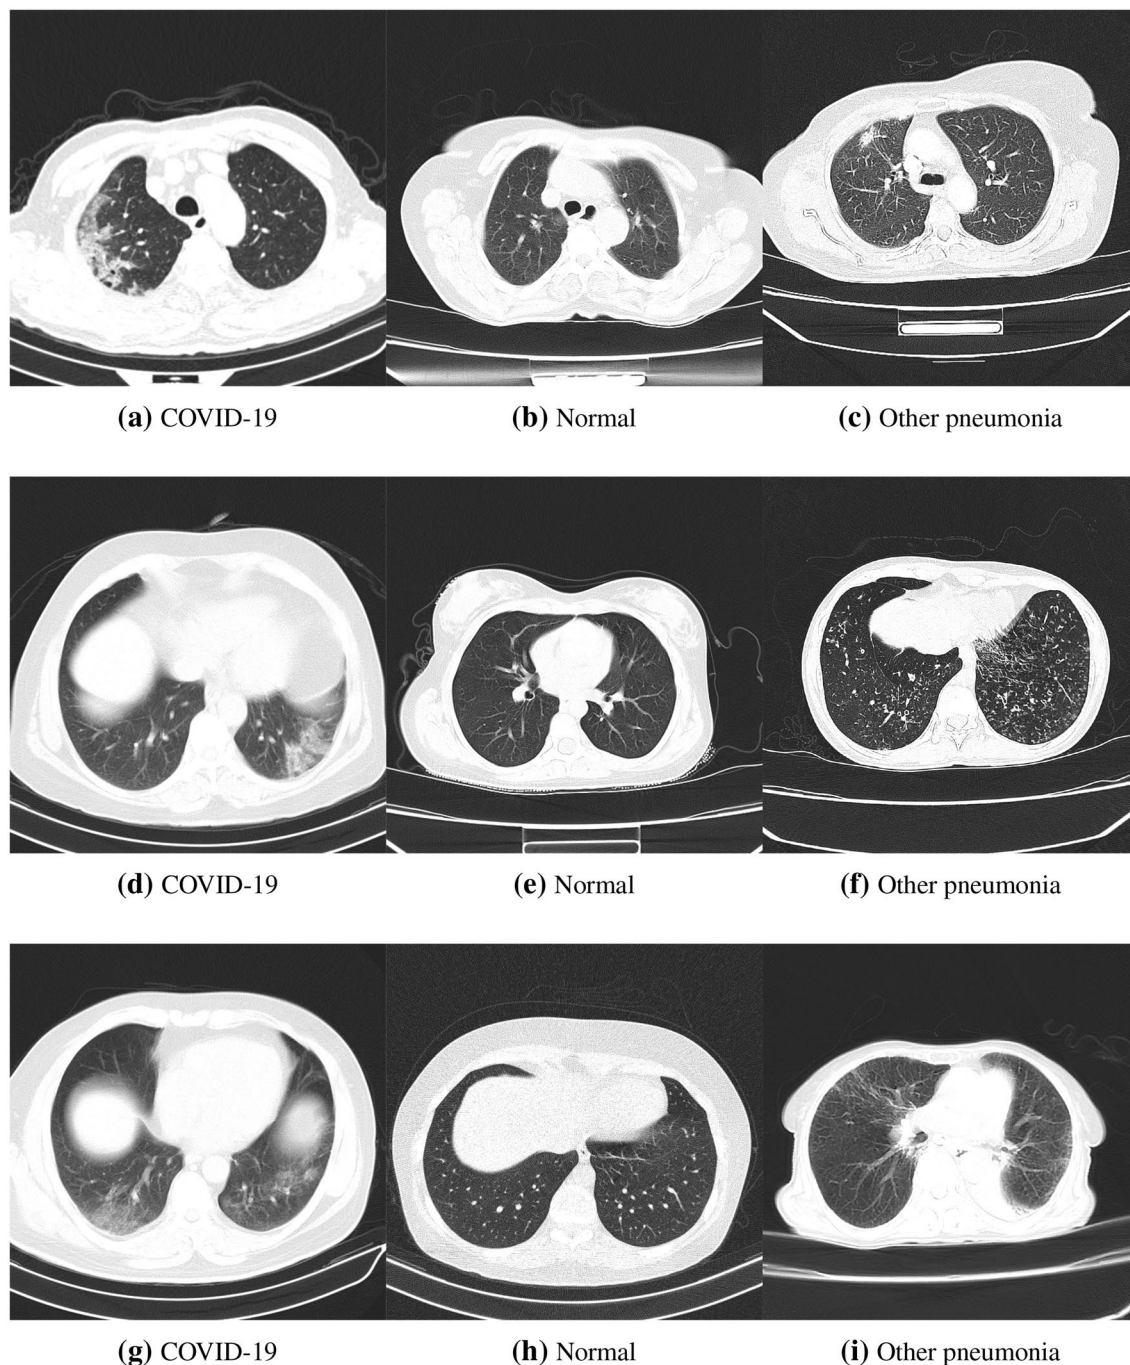 (a) COVID-19 (b) Normal (c) Other pneumonia
(d) COVID-19 (e) Normal (f) Other pneumonia
(g) COVID-19 (h) Normal (i) Other pneumonia